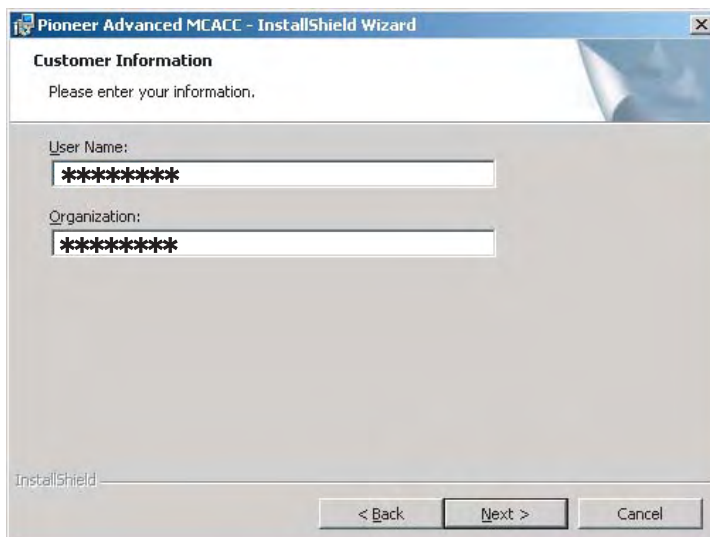 Pioneer Advanced MCACC - InstallShield Wizard
Customer Information
Please enter your information.
User Name:
********
Organization:
********
InstallShield
< Back Next > Cancel